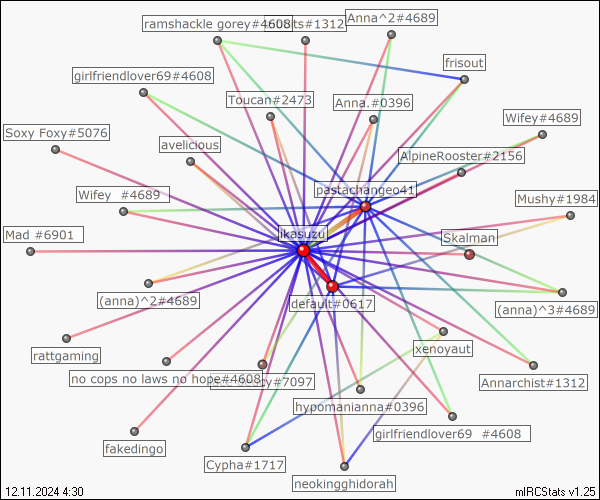 ramshackle gorey#4608
ts#1312
Anna^2#4689
frisout
girlfriendlover69#4608
Toucan#2473
Anna.#0396
Wifey#4689
Soxy Foxy#5076
avelicious
AlpineRooster#2156
pastachangeo41
Wifey #4689
Mushy#1984
Mad #6901
ikasuzu
Skalman
(anna)^2#4689
default#0617
(anna)^3#4689
rattgaming
xenoyaut
no cops no laws no hope#4608
y#7097
Annarchist#1312
hypomanianna#0396
girlfriendlover69 #4608
fakedingo
Cypha#1717
neokingghidorah
12.11.2024 4:30
mIRCStats v1.25